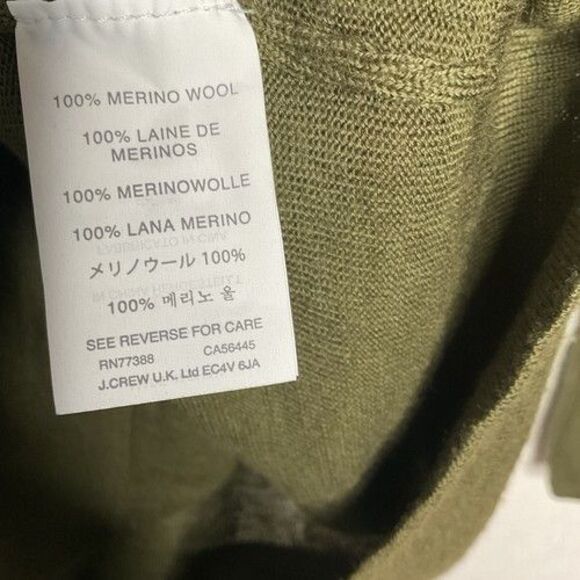 100% MERINO WOOL
100% LAINE DE
MERINOS
100% MERINOWOLLE
100% LANA MERINO
メリノウール 100%
100% 메리노 울
SEE REVERSE FOR CARE
RN77388 CA56445
J.CREW U.K. Ltd EC4V 6JA